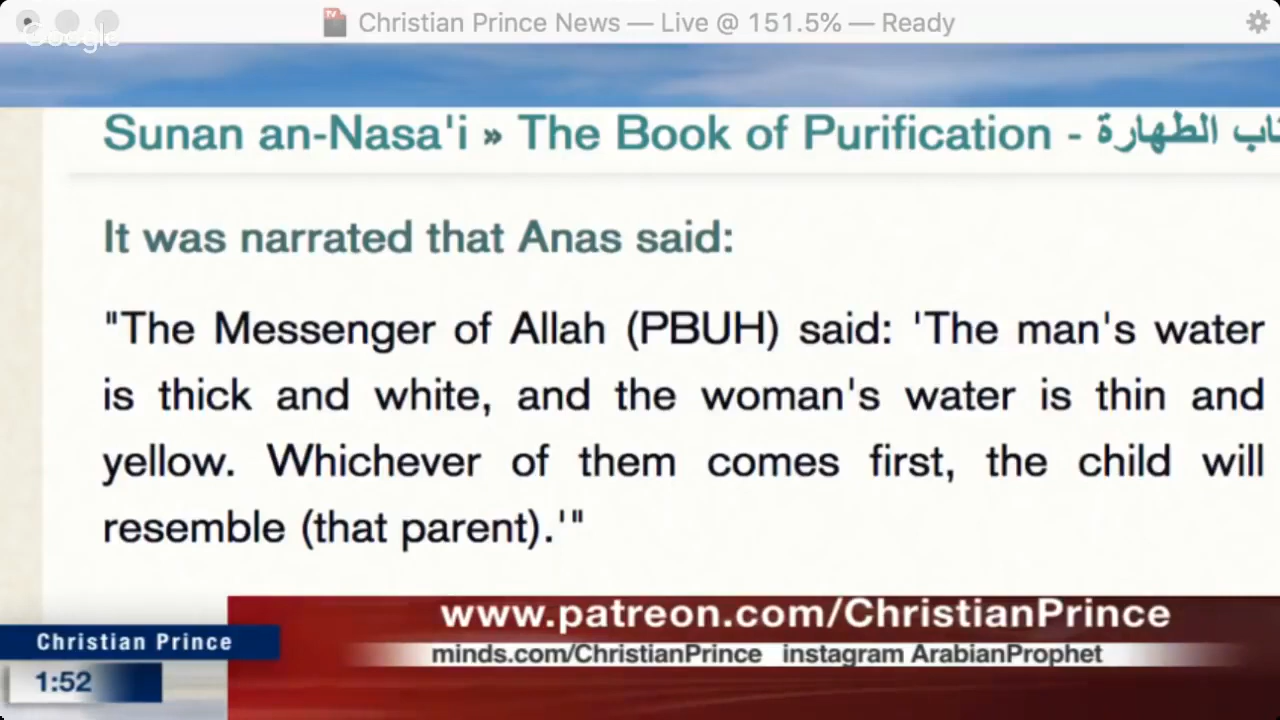 Christian Prince News — Live @ 151.5% — Ready
Google
Sunan an-Nasa'i » The Book of Purification - كتاب الطهارة
It was narrated that Anas said:
"The Messenger of Allah (PBUH) said: 'The man's water
is thick and white, and the woman's water is thin and
yellow. Whichever of them comes first, the child will
resemble (that parent).'"
www.patreon.com/ChristianPrince
Christian Prince
minds.com/ChristianPrince instagram ArabianProphet
1:52